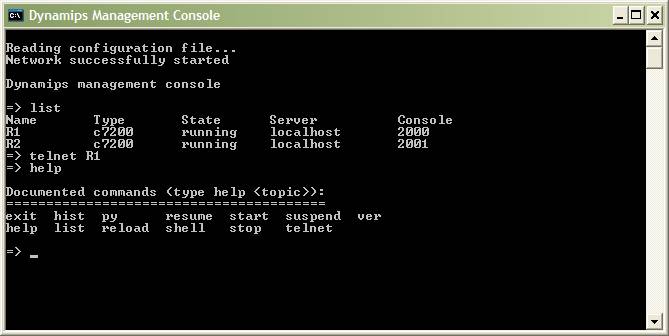 Dynamips Management Console
Reading configuration file...
Network successfully started
Dynamips management console
=> list
Name       Type       State      Server          Console
R1         c7200      running    localhost       2000
R2         c7200      running    localhost       2001
=> telnet R1
=> help
Documented commands (type help <topic>):
========================================
exit  hist  py      resume  start  suspend  ver
help  list  reload  shell   stop   telnet
=> _